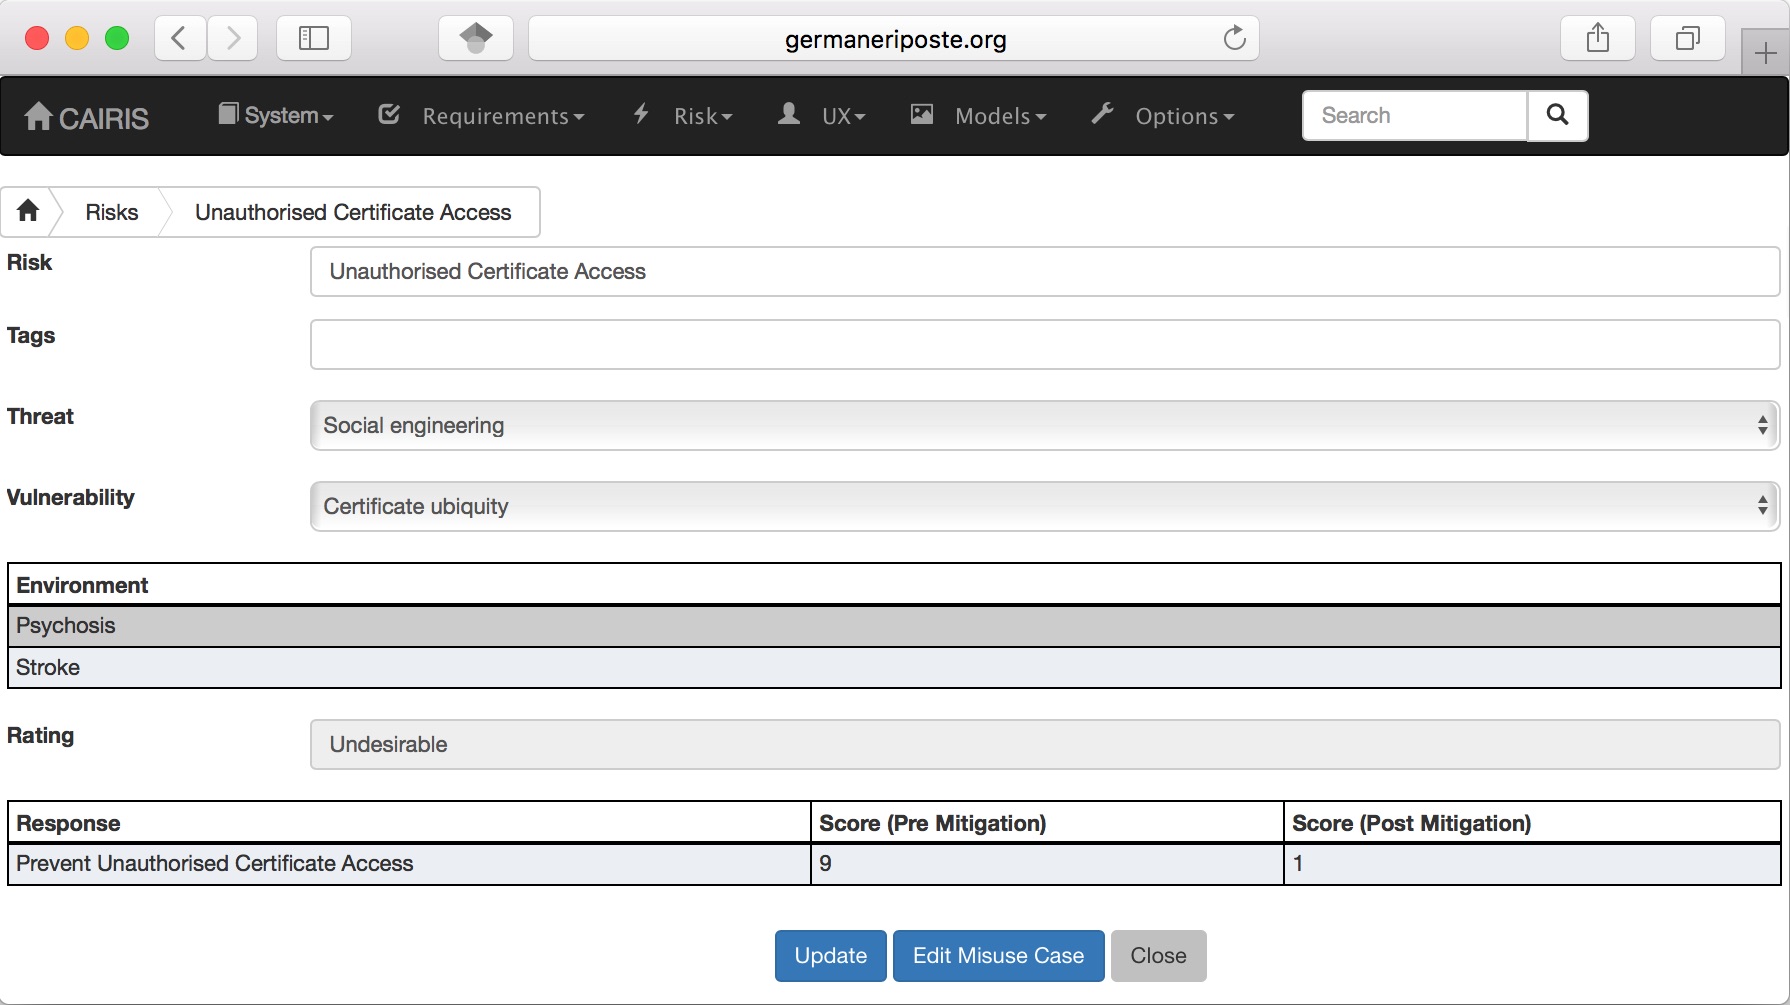 germaneriposte.org
CAIRIS System Requirements Risk UX Models Options Search
Risks Unauthorised Certificate Access
Risk Unauthorised Certificate Access
Tags
Threat Social engineering
Vulnerability Certificate ubiquity
Environment
Psychosis
Stroke
Rating Undesirable
Response Score (Pre Mitigation) Score (Post Mitigation)
Prevent Unauthorised Certificate Access 9 1
Update Edit Misuse Case Close